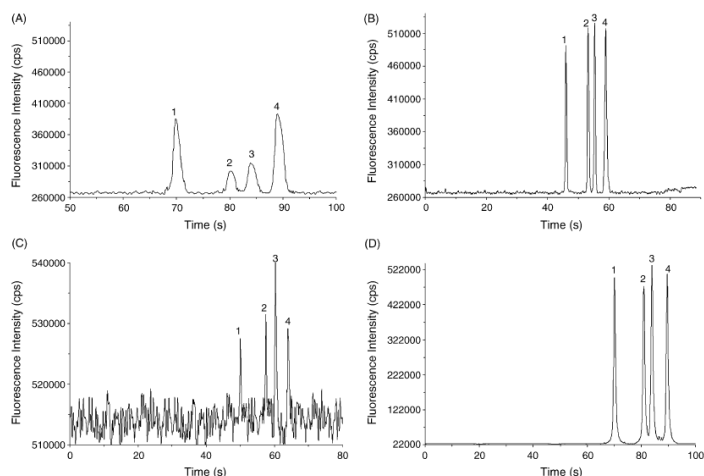 (A)
Fluorescence Intensity (cps)
510000
460000
410000
360000
310000
260000
1
2
3
4
50 60 70 80 90 100
Time (s)
(B)
Fluorescence Intensity (cps)
510000
460000
410000
360000
310000
260000
1
2
3
4
0 20 40 60 80
Time (s)
(C)
Fluorescence Intensity (cps)
540000
530000
520000
510000
1
2
3
4
0 10 20 30 40 50 60 70 80
Time (s)
(D)
Fluorescence Intensity (cps)
522000
422000
322000
222000
122000
22000
1
2
3
4
0 20 40 60 80 100
Time (s)